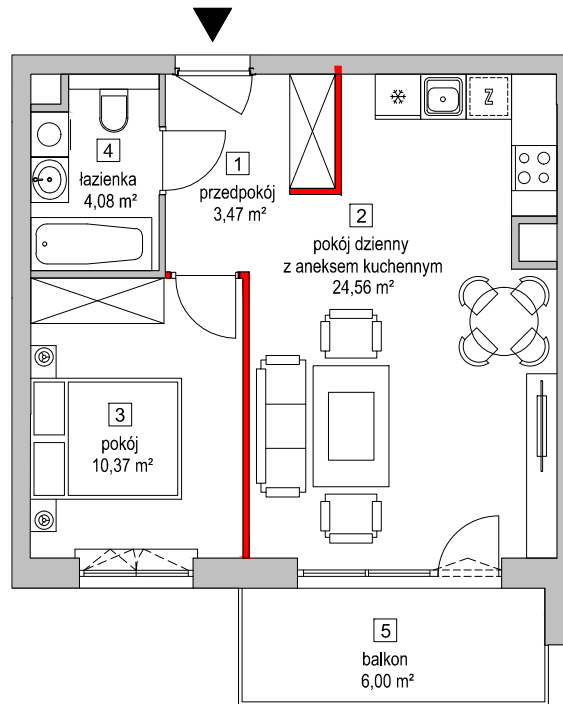 1
przedpokój
3,47 m²
2
pokój dzienny
z aneksem kuchennym
24,56 m²
3
pokój
10,37 m²
4
łazienka
4,08 m²
5
balkon
6,00 m²
Z